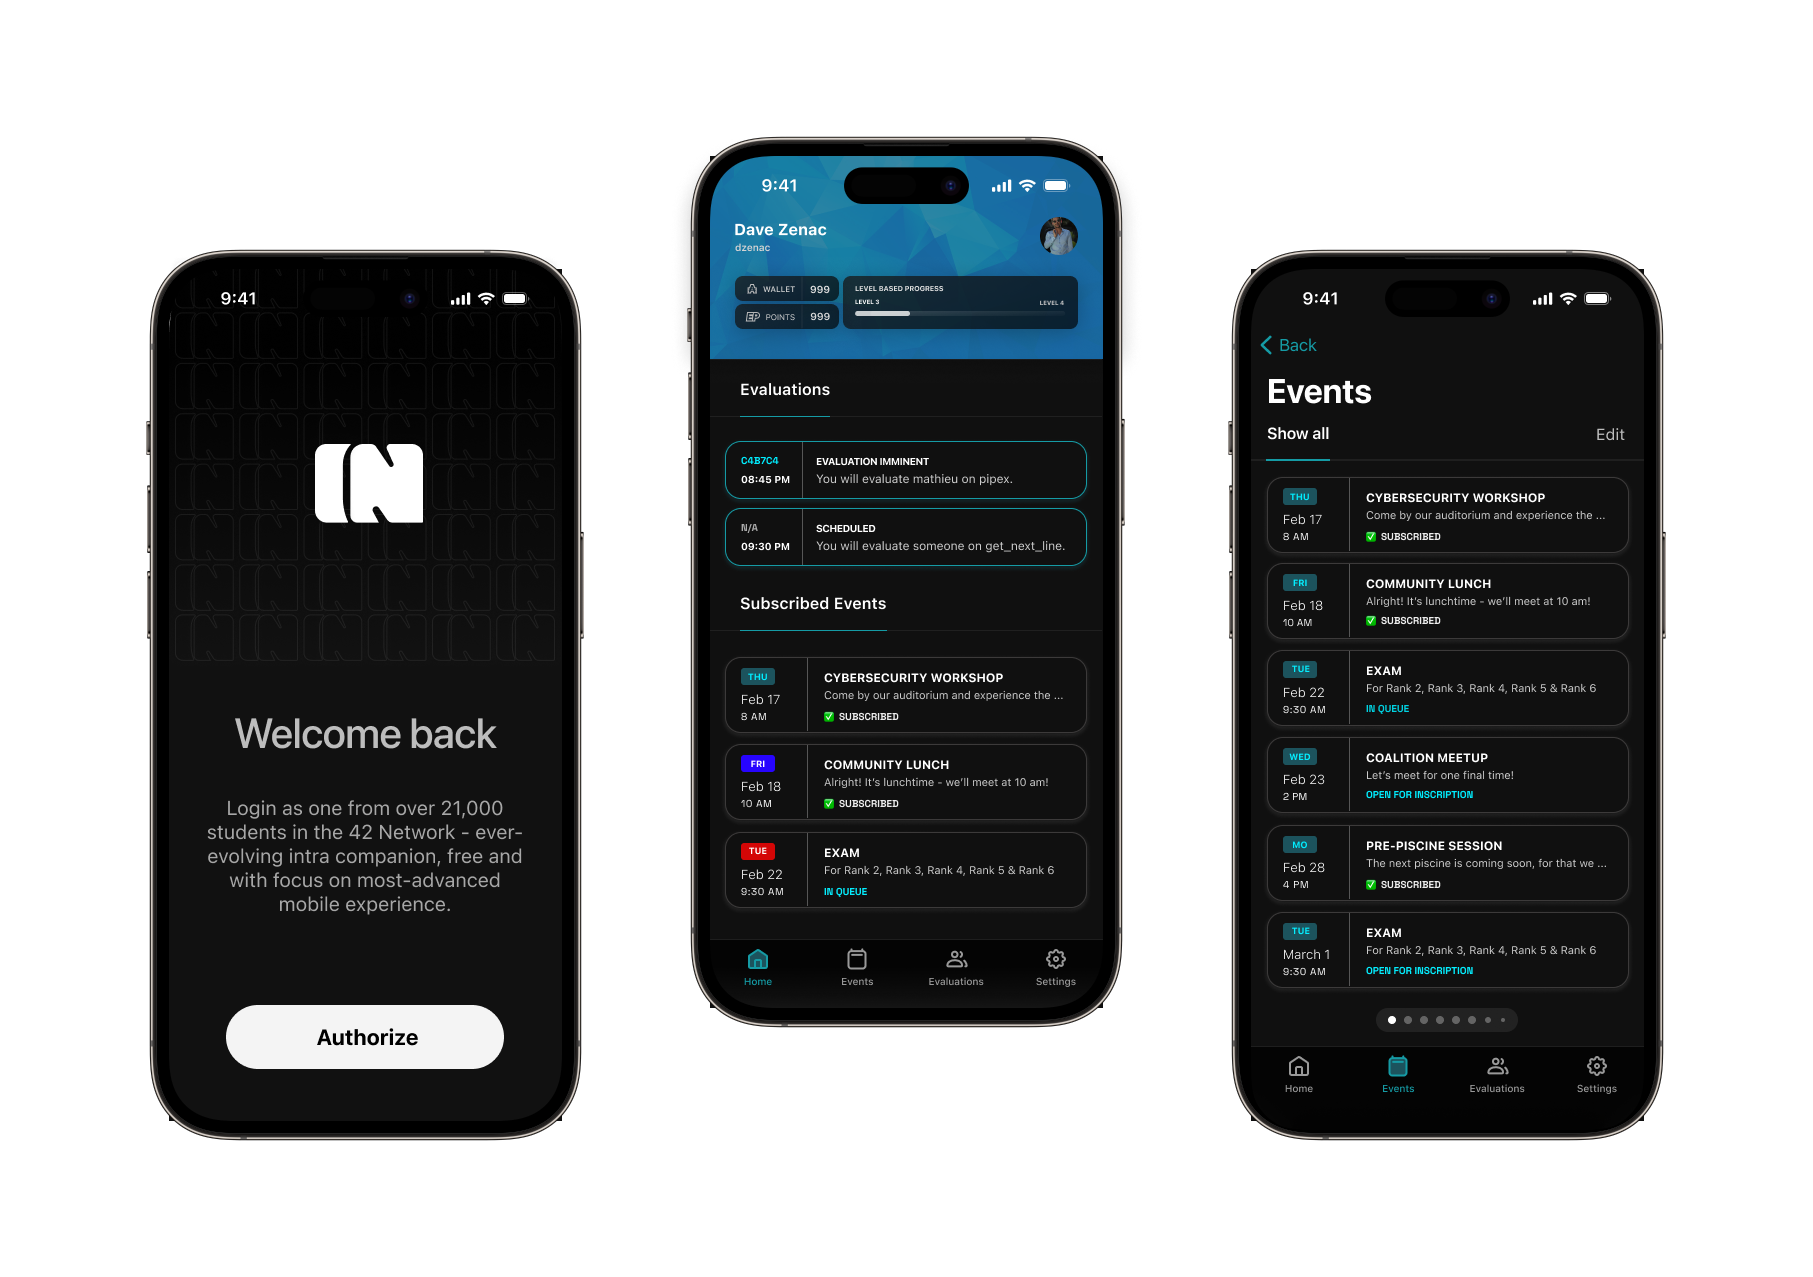 9:41
Welcome back
Login as one from over 21,000
students in the 42 Network - ever-
evolving intra companion, free and
with focus on most-advanced
mobile experience.
Authorize
9:41
Dave Zenac
dzenac
WALLET 999
POINTS 999
LEVEL BASED PROGRESS
LEVEL 3
LEVEL 4
Evaluations
C4B7C4
08:45 PM
EVALUATION IMMINENT
You will evaluate mathieu on pipex.
N/A
09:30 PM
SCHEDULED
You will evaluate someone on get_next_line.
Subscribed Events
THU
Feb 17
8 AM
CYBERSECURITY WORKSHOP
Come by our auditorium and experience the ...
✅ SUBSCRIBED
FRI
Feb 18
10 AM
COMMUNITY LUNCH
Alright! It's lunchtime - we'll meet at 10 am!
✅ SUBSCRIBED
TUE
Feb 22
9:30 AM
EXAM
For Rank 2, Rank 3, Rank 4, Rank 5 & Rank 6
IN QUEUE
Home
Events
Evaluations
Settings
9:41
Back
Events
Show all
Edit
THU
Feb 17
8 AM
CYBERSECURITY WORKSHOP
Come by our auditorium and experience the ...
✅ SUBSCRIBED
FRI
Feb 18
10 AM
COMMUNITY LUNCH
Alright! It's lunchtime - we'll meet at 10 am!
✅ SUBSCRIBED
TUE
Feb 22
9:30 AM
EXAM
For Rank 2, Rank 3, Rank 4, Rank 5 & Rank 6
IN QUEUE
WED
Feb 23
2 PM
COALITION MEETUP
Let's meet for one final time!
OPEN FOR INSCRIPTION
MO
Feb 28
4 PM
PRE-PISCINE SESSION
The next piscine is coming soon, for that we ...
✅ SUBSCRIBED
TUE
March 1
9:30 AM
EXAM
For Rank 2, Rank 3, Rank 4, Rank 5 & Rank 6
OPEN FOR INSCRIPTION
Home
Events
Evaluations
Settings